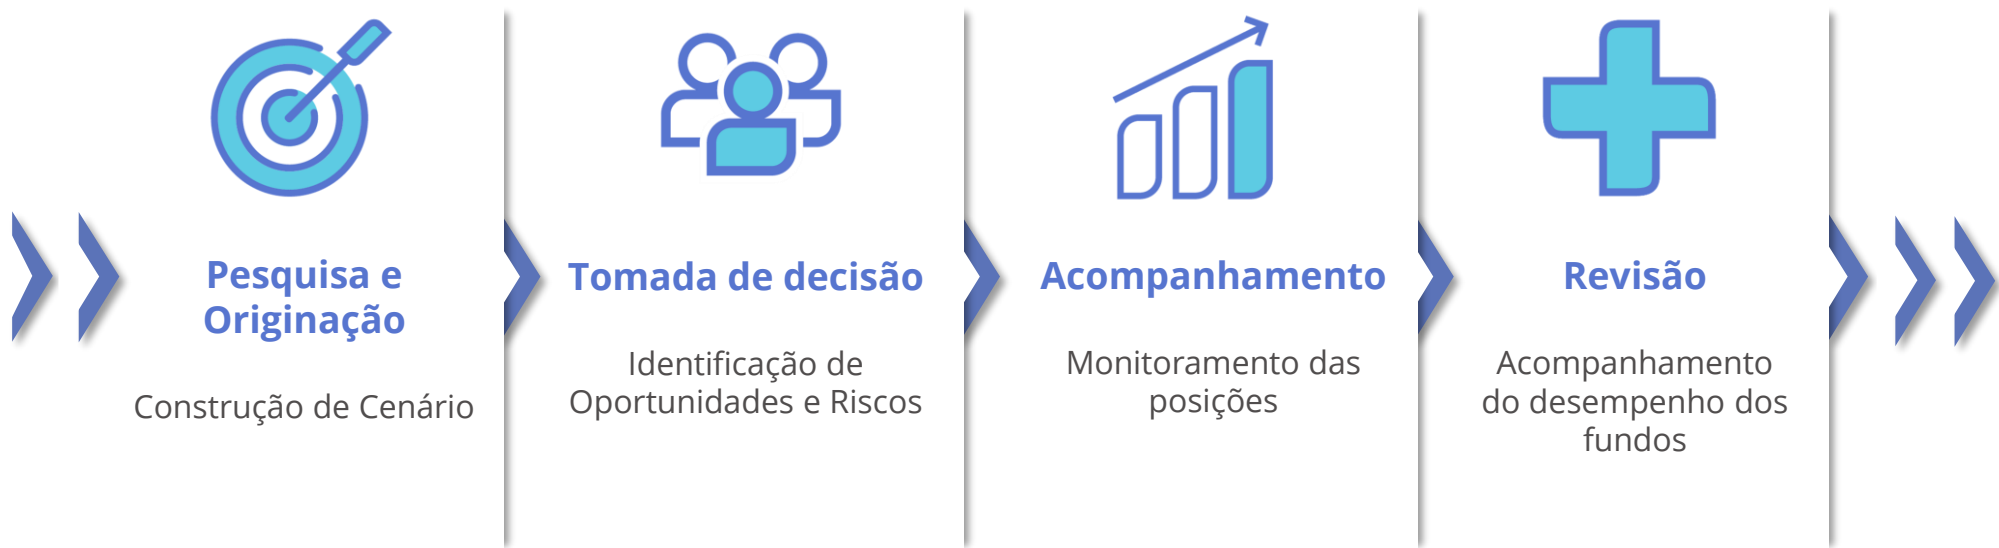 Pesquisa e
Originação
Construção de Cenário
Tomada de decisão
Identificação de
Oportunidades e Riscos
Acompanhamento
Monitoramento das
posições
Revisão
Acompanhamento
do desempenho dos
fundos